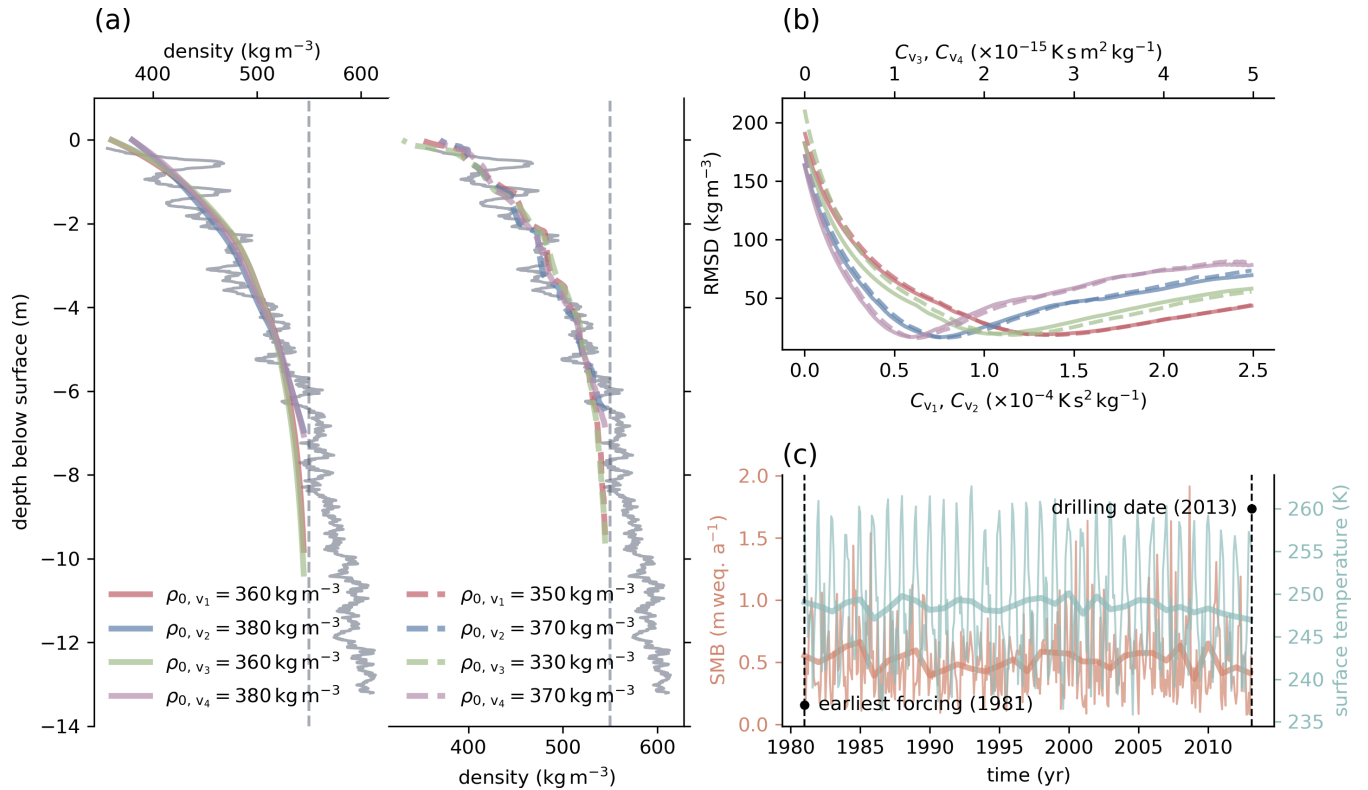 (a)
density (kg m⁻³)
400 500 600
0
−2
−4
−6
−8
−10
−12
−14
depth below surface (m)
ρ₀, ᵥ₁ = 360 kg m⁻³
ρ₀, ᵥ₂ = 380 kg m⁻³
ρ₀, ᵥ₃ = 360 kg m⁻³
ρ₀, ᵥ₄ = 380 kg m⁻³
ρ₀, ᵥ₁ = 350 kg m⁻³
ρ₀, ᵥ₂ = 370 kg m⁻³
ρ₀, ᵥ₃ = 330 kg m⁻³
ρ₀, ᵥ₄ = 370 kg m⁻³
400 500 600
density (kg m⁻³)
(b)
Cᵥ₃, Cᵥ₄ (×10⁻¹⁵ K s m² kg⁻¹)
0 1 2 3 4 5
RMSD (kg m⁻³)
200
150
100
50
0.0 0.5 1.0 1.5 2.0 2.5
Cᵥ₁, Cᵥ₂ (×10⁻⁴ K s² kg⁻¹)
(c)
SMB (m weq. a⁻¹)
2.0
1.5
1.0
0.5
0.0
drilling date (2013)
earliest forcing (1981)
260
255
250
245
240
235
surface temperature (K)
1980 1985 1990 1995 2000 2005 2010
time (yr)